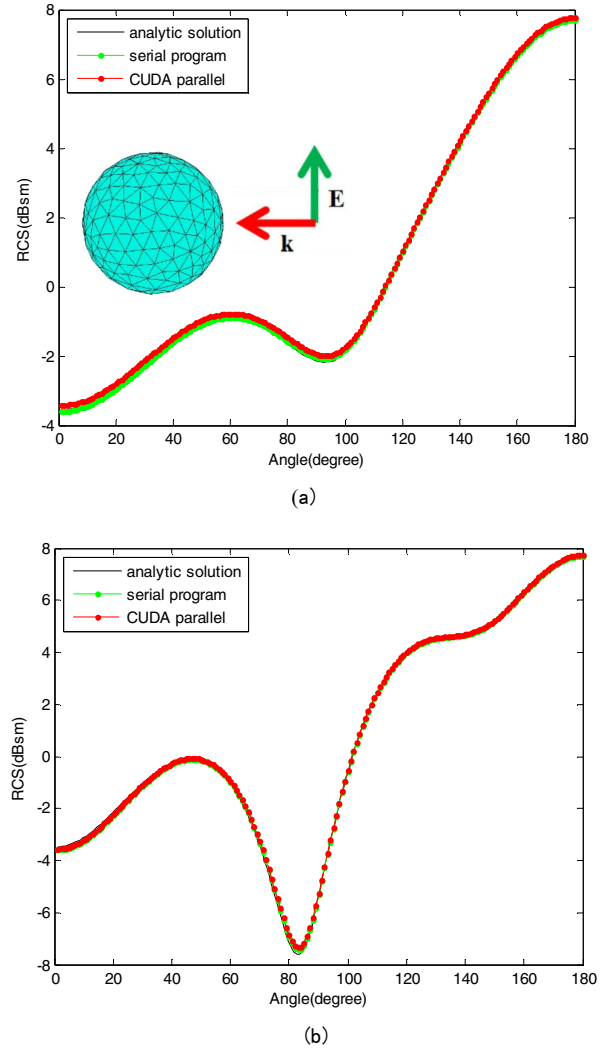 8
analytic solution
serial program
CUDA parallel
6
4
E
2
k
0
-2
-4
RCS(dBsm)
0 20 40 60 80 100 120 140 160 180
Angle(degree)
(a)
8
analytic solution
serial program
CUDA parallel
6
4
2
0
-2
-4
-6
-8
RCS(dBsm)
0 20 40 60 80 100 120 140 160 180
Angle(degree)
(b)